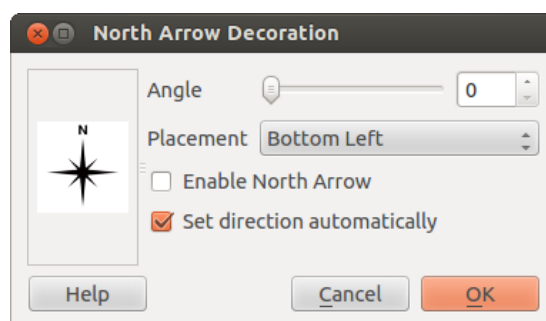 North Arrow Decoration
N
Angle 0
Placement Bottom Left
Enable North Arrow
Set direction automatically
Help Cancel OK